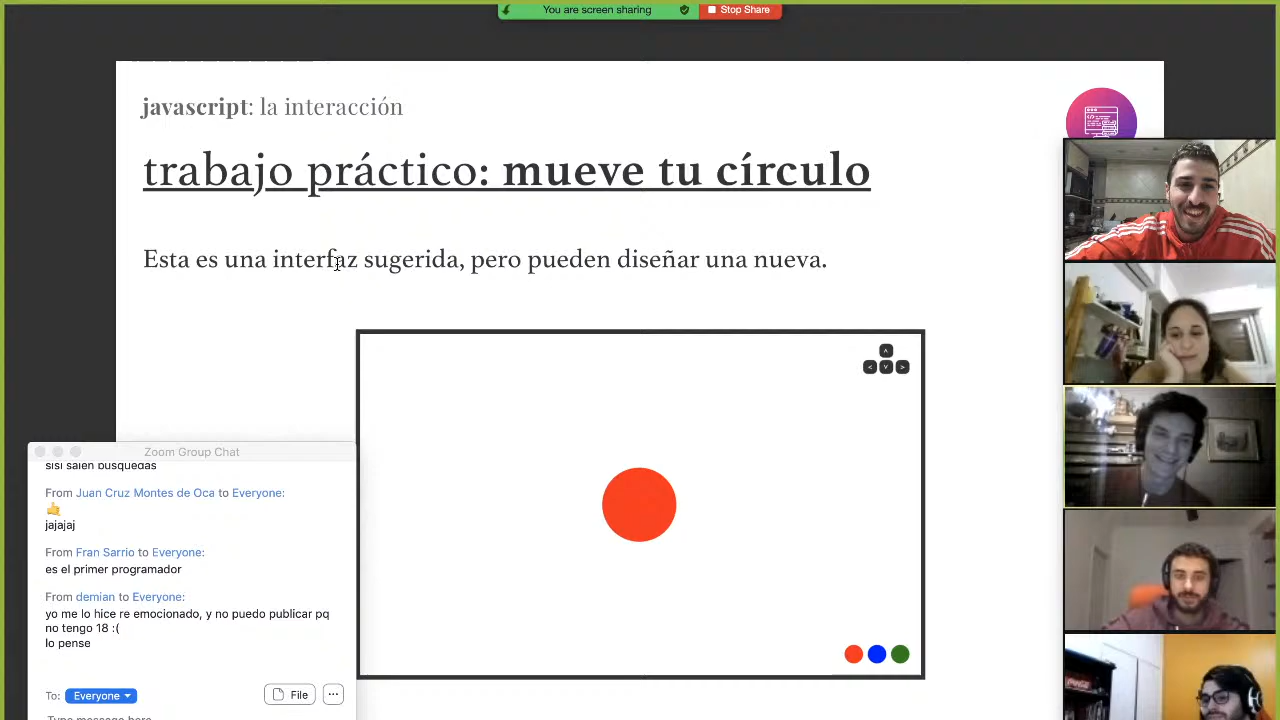 You are screen sharing
Stop Share
javascript: la interacción
trabajo práctico: mueve tu círculo
Esta es una interfaz sugerida, pero pueden diseñar una nueva.
Zoom Group Chat
sisi salen busquedas
From Juan Cruz Montes de Oca to Everyone:
jajajaj
From Fran Sarrio to Everyone:
es el primer programador
From demian to Everyone:
yo me lo hice re emocionado, y no puedo publicar pq
no tengo 18 :(
lo pense
To: Everyone
File
Type message here